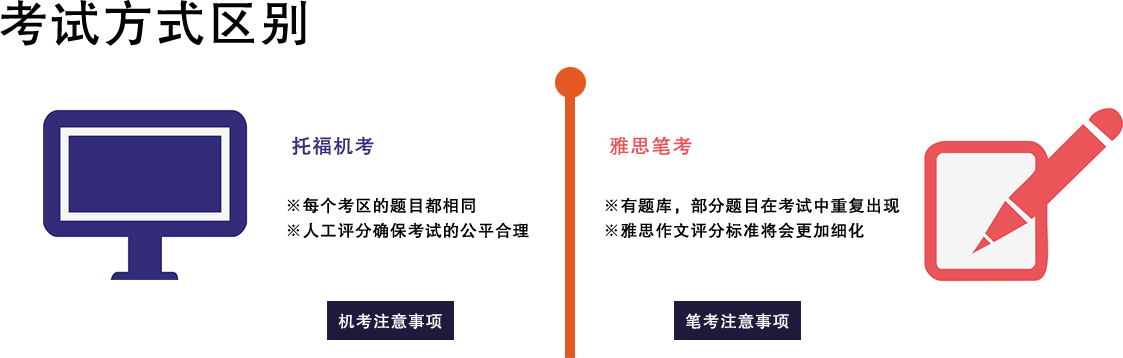 考试方式区别
托福机考
※每个考区的题目都相同
※人工评分确保考试的公平合理
机考注意事项
雅思笔考
※有题库，部分题目在考试中重复出现
※雅思作文评分标准将会更加细化
笔考注意事项